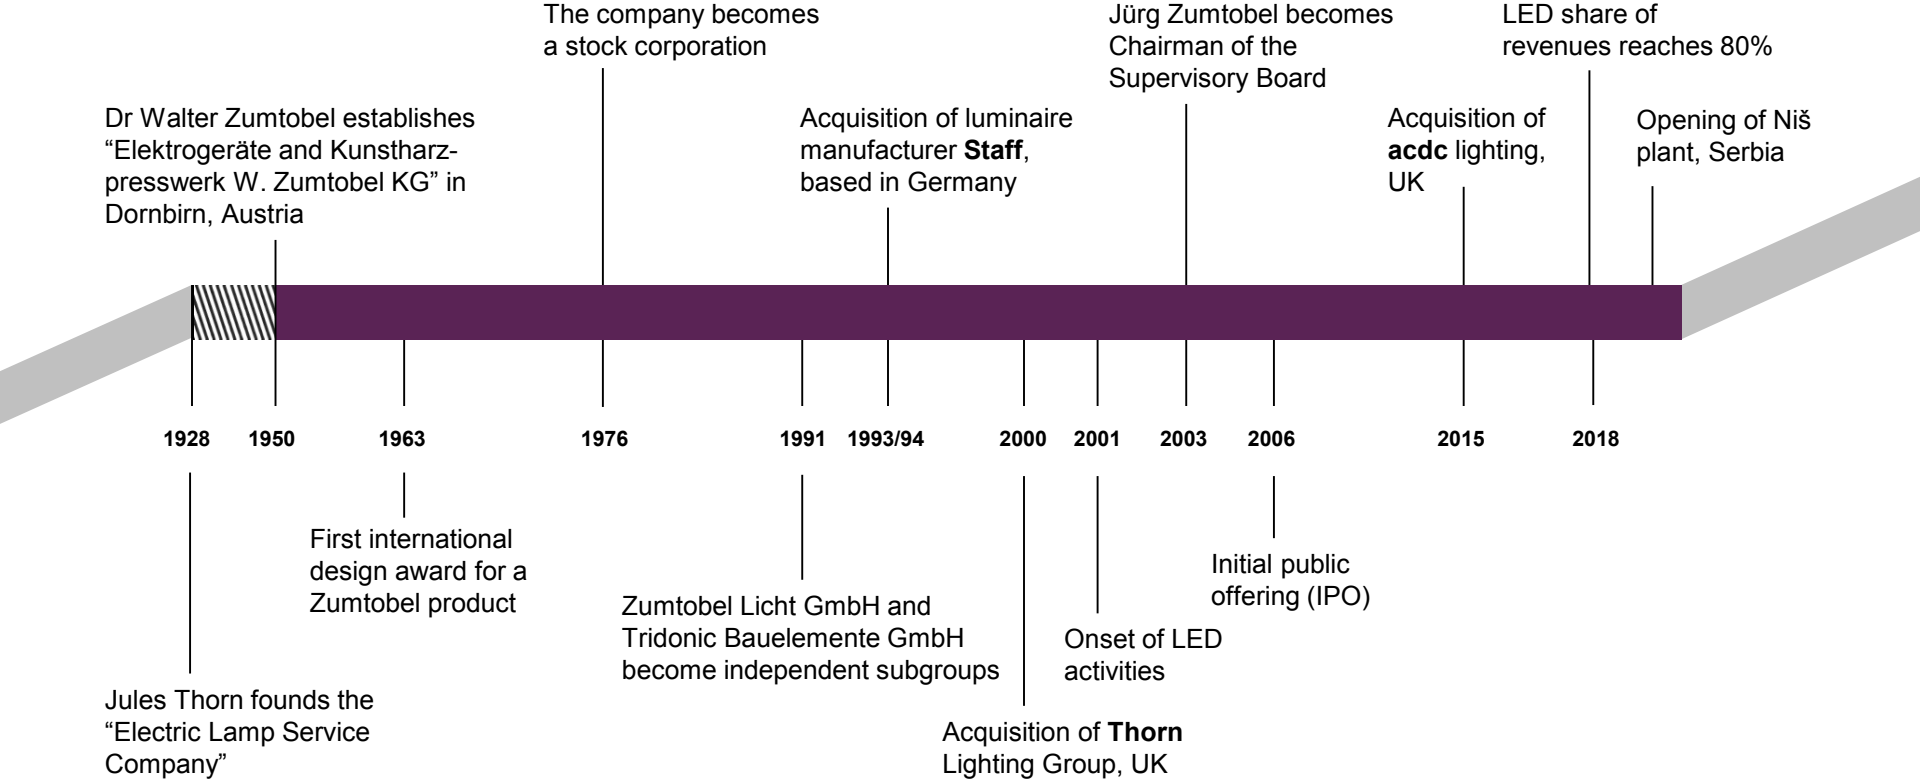 The company becomes
a stock corporation
Jürg Zumtobel becomes
Chairman of the
Supervisory Board
LED share of
revenues reaches 80%
Dr Walter Zumtobel establishes
“Elektrogeräte and Kunstharz-
presswerk W. Zumtobel KG” in
Dornbirn, Austria
Acquisition of luminaire
manufacturer Staff,
based in Germany
Acquisition of
acdc lighting,
UK
Opening of Niš
plant, Serbia
1928
1950
1963
1976
1991
1993/94
2000
2001
2003
2006
2015
2018
First international
design award for a
Zumtobel product
Zumtobel Licht GmbH and
Tridonic Bauelemente GmbH
become independent subgroups
Onset of LED
activities
Initial public
offering (IPO)
Jules Thorn founds the
“Electric Lamp Service
Company”
Acquisition of Thorn
Lighting Group, UK